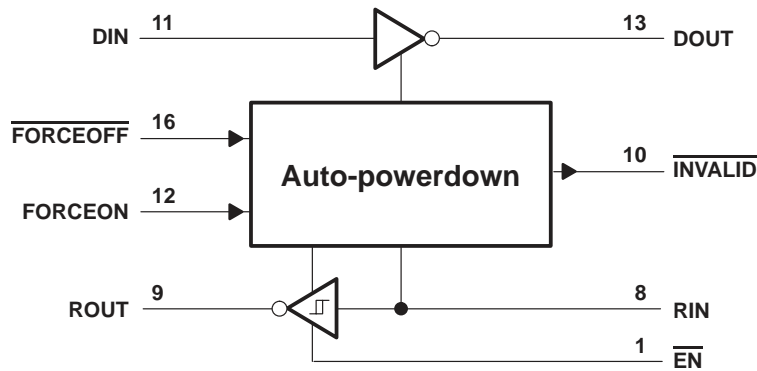 DIN 11 13 DOUT
FORCEOFF 16
Auto-powerdown
10 INVALID
FORCEON 12
ROUT 9 8 RIN
1 EN